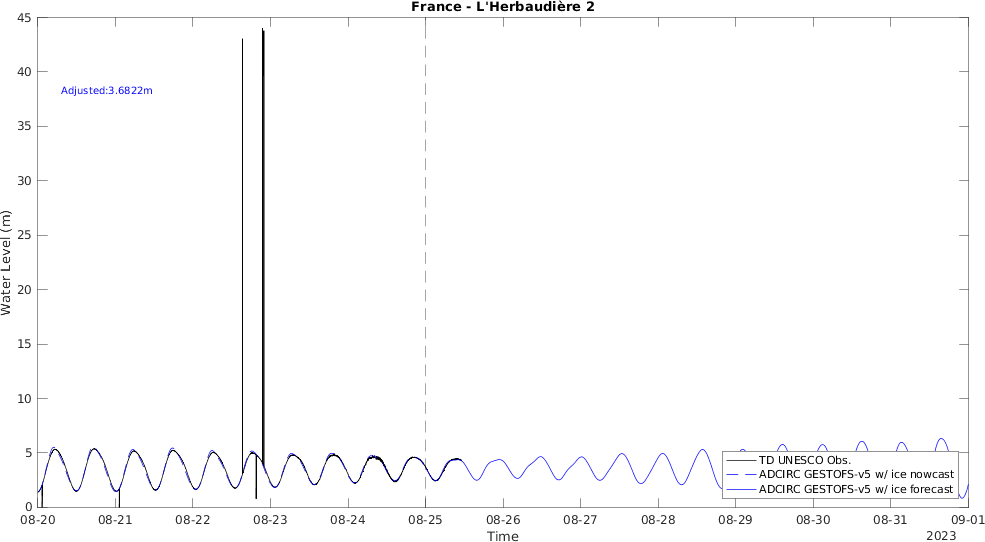 France - L'Herbaudière 2
45
40
35
30
25
20
15
10
5
0
Water Level (m)
Adjusted:3.6822m
TD UNESCO Obs.
ADCIRC GESTOFS-v5 w/ ice nowcast
ADCIRC GESTOFS-v5 w/ ice forecast
08-20 08-21 08-22 08-23 08-24 08-25 08-26 08-27 08-28 08-29 08-30 08-31 09-01
Time
2023